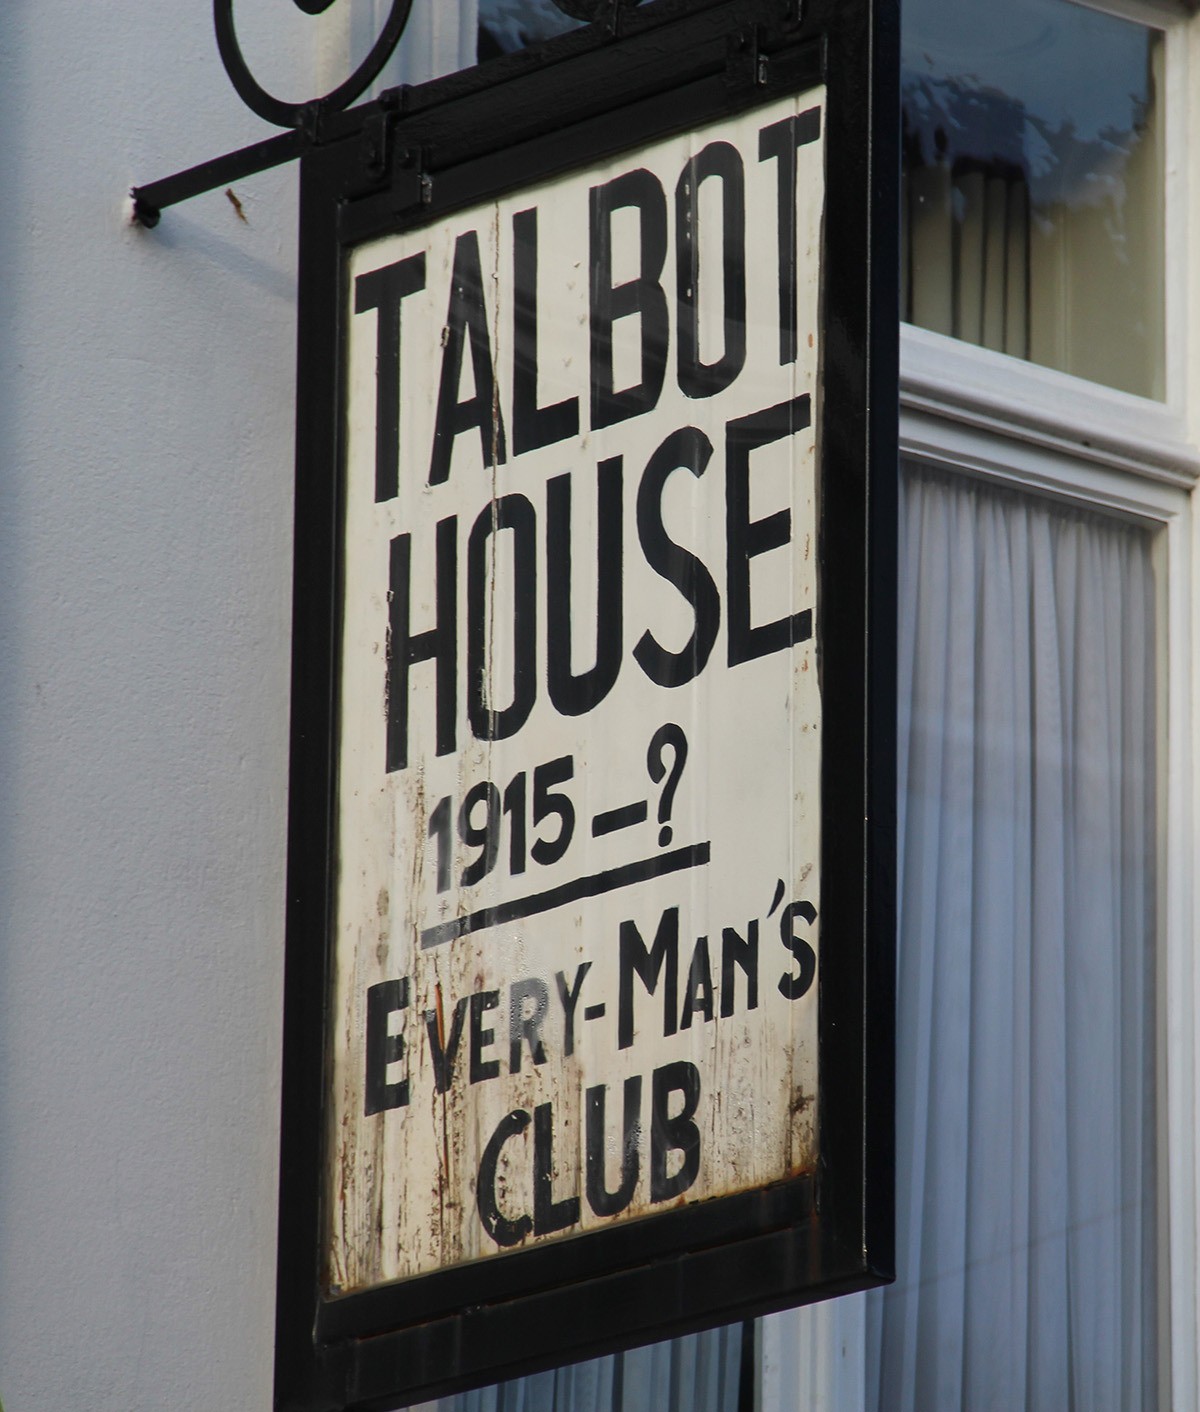 TALBOT
HOUSE
1915–?
EVERY-MAN'S
CLUB